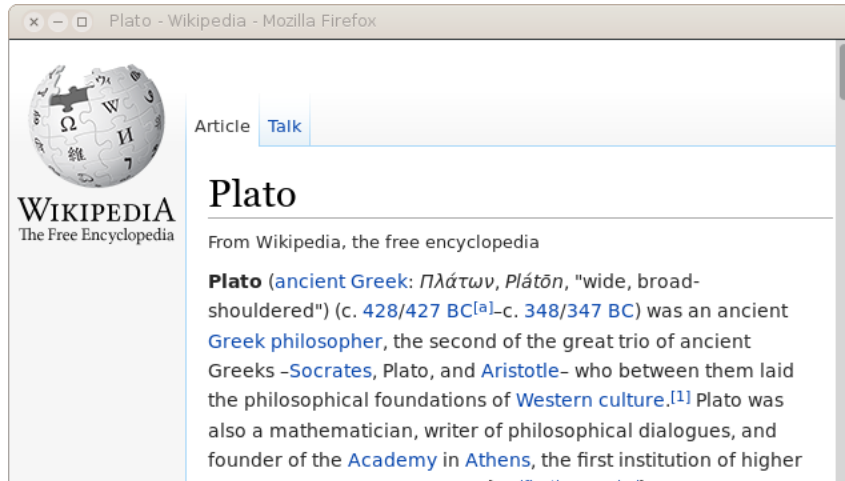 Plato - Wikipedia - Mozilla Firefox
Ω
W
И
維
7
WIKIPEDIA
The Free Encyclopedia
Article Talk
Plato
From Wikipedia, the free encyclopedia
Plato (ancient Greek: Πλάτων, Plátōn, "wide, broad-
shouldered") (c. 428/427 BC[a]–c. 348/347 BC) was an ancient
Greek philosopher, the second of the great trio of ancient
Greeks –Socrates, Plato, and Aristotle– who between them laid
the philosophical foundations of Western culture.[1] Plato was
also a mathematician, writer of philosophical dialogues, and
founder of the Academy in Athens, the first institution of higher